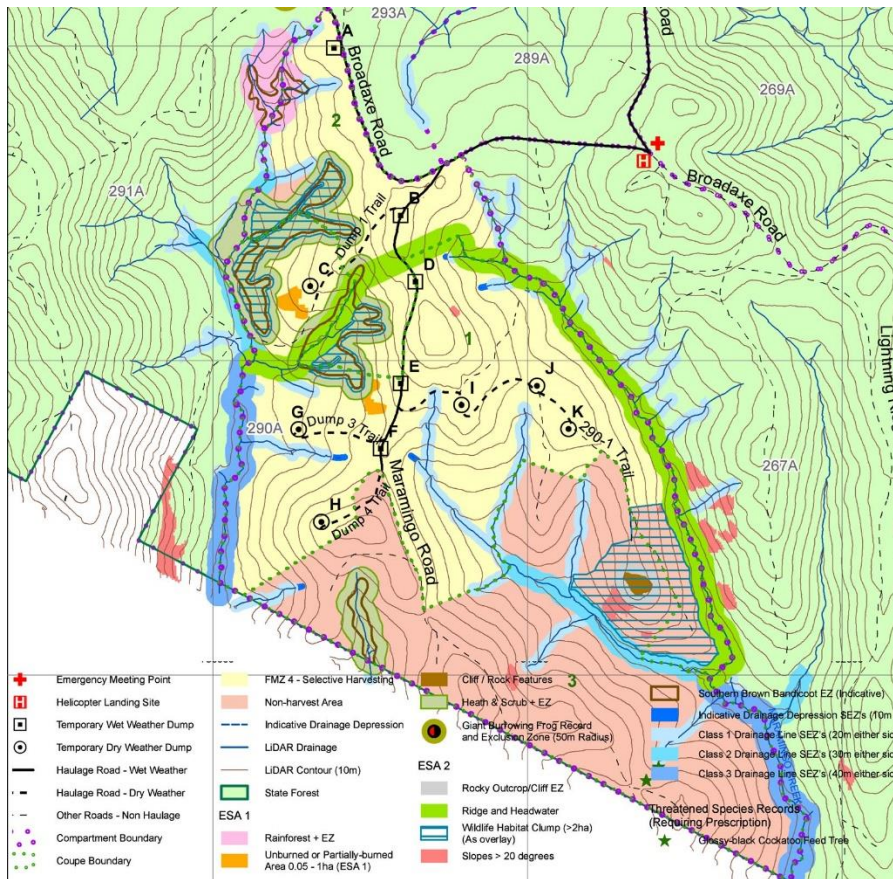 293A
Road
A
Broadaxe Road
289A
269A
2
291A
Broadaxe Road
B
Dump 1 Trail
C
D
1
Lightning
E
J
I
G
Dump 3 Trail
K
290-1
Trail
290A
F
267A
H
Dump 4 Trail
Maramingo Road
3
Emergency Meeting Point
Helicopter Landing Site
Temporary Wet Weather Dump
Temporary Dry Weather Dump
Haulage Road - Wet Weather
Haulage Road - Dry Weather
Other Roads - Non Haulage
Compartment Boundary
Coupe Boundary
FMZ 4 - Selective Harvesting
Non-harvest Area
Indicative Drainage Depression
LiDAR Drainage
LiDAR Contour (10m)
State Forest
ESA 1
Rainforest + EZ
Unburned or Partially-burned
Area 0.05 - 1ha (ESA 1)
Cliff / Rock Features
Heath & Scrub + EZ
Giant Burrowing Frog Record
and Exclusion Zone (50m Radius)
ESA 2
Rocky Outcrop/Cliff EZ
Ridge and Headwater
Wildlife Habitat Clump (>2ha)
(As overlay)
Slopes > 20 degrees
Southern Brown Bandicoot EZ (Indicative)
Indicative Drainage Depression SEZ's (10m
Class 1 Drainage Line SEZ's (20m either sid
Class 2 Drainage Line SEZ's (30m either sid
Class 3 Drainage Line SEZ's (40m either sid
Threatened Species Records
(Requiring Prescription)
Glossy-black Cockatoo Feed Tree